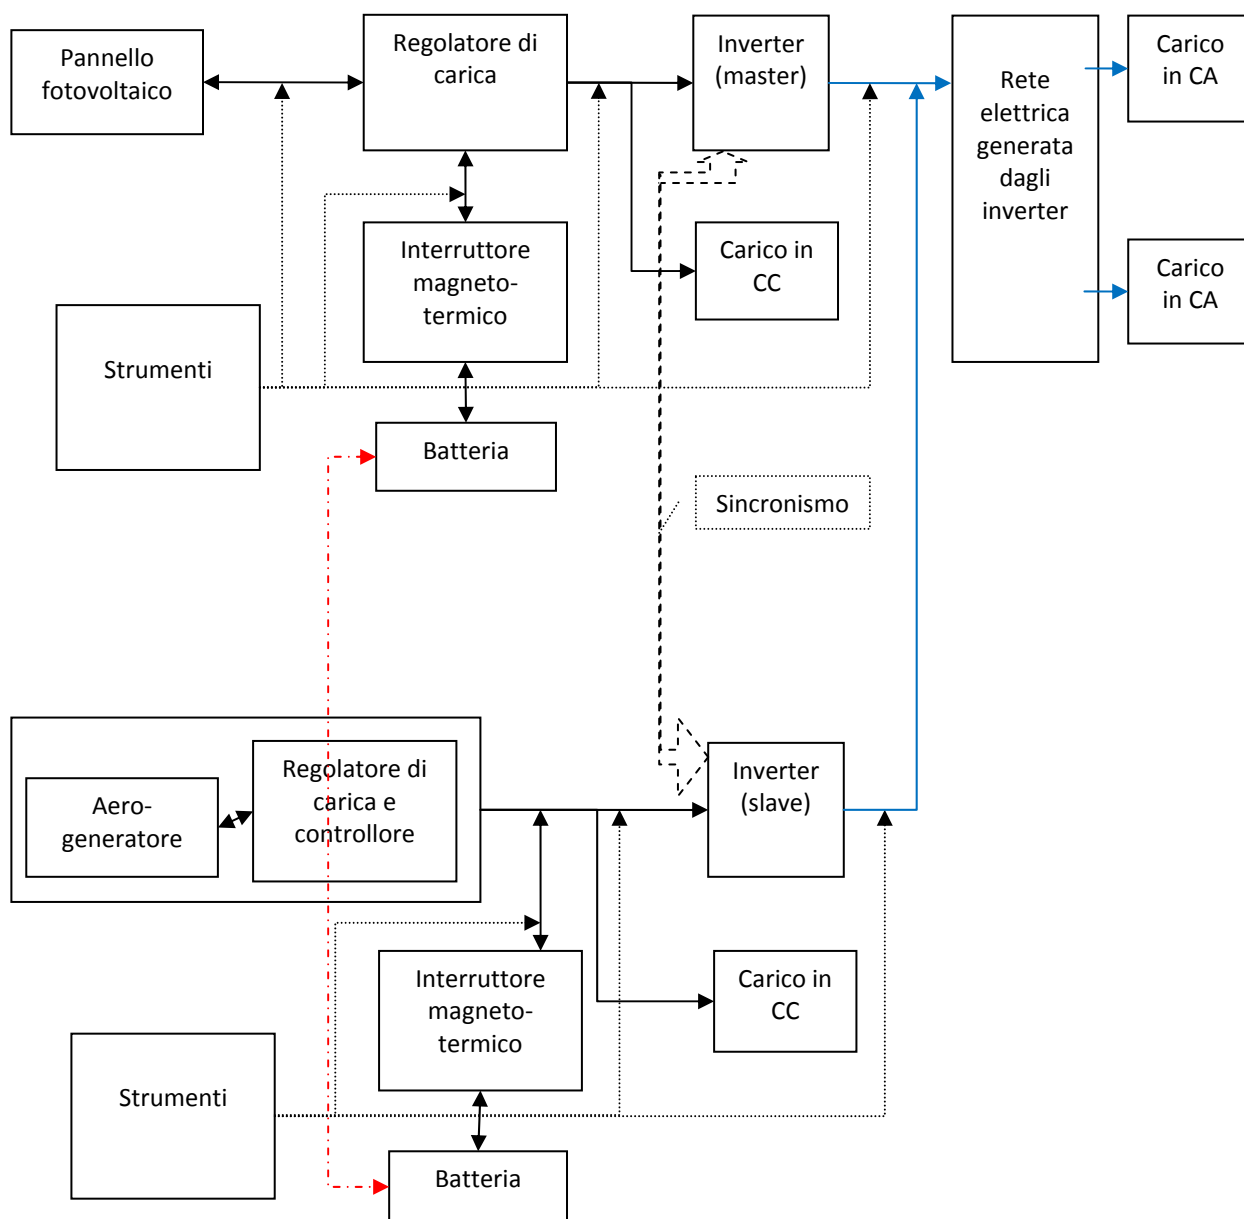 Pannello
fotovoltaico
Regolatore di
carica
Inverter
(master)
Rete
elettrica
generata
dagli
inverter
Carico
in CA
Interruttore
magneto-
termico
Carico in
CC
Carico
in CA
Strumenti
Batteria
Sincronismo
Aero-
generatore
Regolatore di
carica e
controllore
Inverter
(slave)
Interruttore
magneto-
termico
Carico in
CC
Strumenti
Batteria